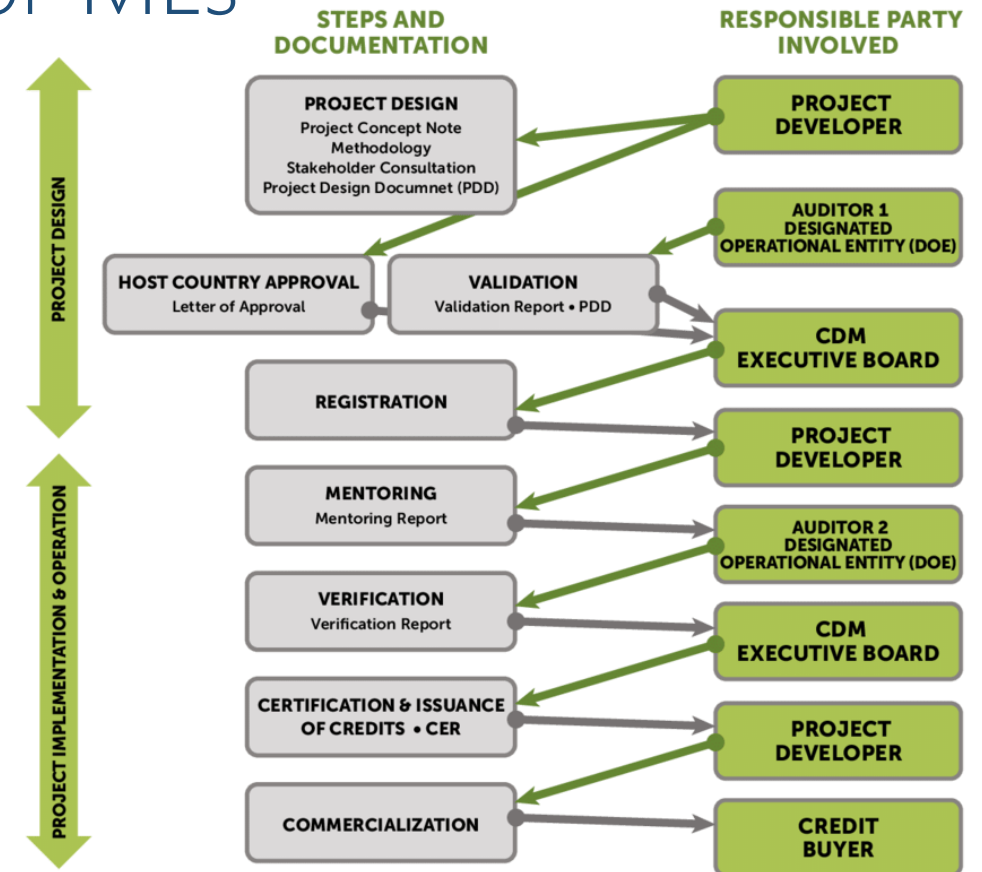 OF MES
STEPS AND
DOCUMENTATION
RESPONSIBLE PARTY
INVOLVED
PROJECT DESIGN
PROJECT DESIGN
Project Concept Note
Methodology
Stakeholder Consultation
Project Design Documnet (PDD)
PROJECT
DEVELOPER
AUDITOR 1
DESIGNATED
OPERATIONAL ENTITY (DOE)
HOST COUNTRY APPROVAL
Letter of Approval
VALIDATION
Validation Report • PDD
CDM
EXECUTIVE BOARD
REGISTRATION
PROJECT
DEVELOPER
PROJECT IMPLEMENTATION & OPERATION
MENTORING
Mentoring Report
AUDITOR 2
DESIGNATED
OPERATIONAL ENTITY (DOE)
VERIFICATION
Verification Report
CDM
EXECUTIVE BOARD
CERTIFICATION & ISSUANCE
OF CREDITS • CER
PROJECT
DEVELOPER
COMMERCIALIZATION
CREDIT
BUYER